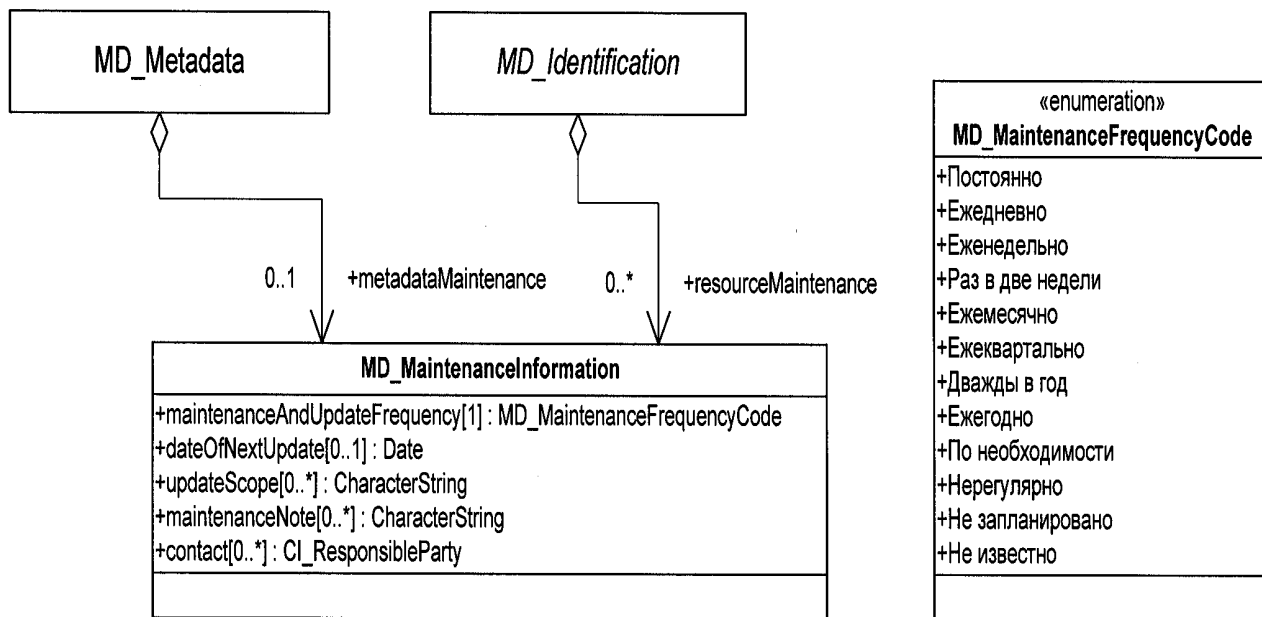 MD_Metadata
MD_Identification
0..1
+metadataMaintenance
0..*
+resourceMaintenance
MD_MaintenanceInformation
+maintenanceAndUpdateFrequency[1] : MD_MaintenanceFrequencyCode
+dateOfNextUpdate[0..1] : Date
+updateScope[0..*] : CharacterString
+maintenanceNote[0..*] : CharacterString
+contact[0..*] : CI_ResponsibleParty
«enumeration»
MD_MaintenanceFrequencyCode
+Постоянно
+Ежедневно
+Еженедельно
+Раз в две недели
+Ежемесячно
+Ежеквартально
+Дважды в год
+Ежегодно
+По необходимости
+Нерегулярно
+Не запланировано
+Не известно